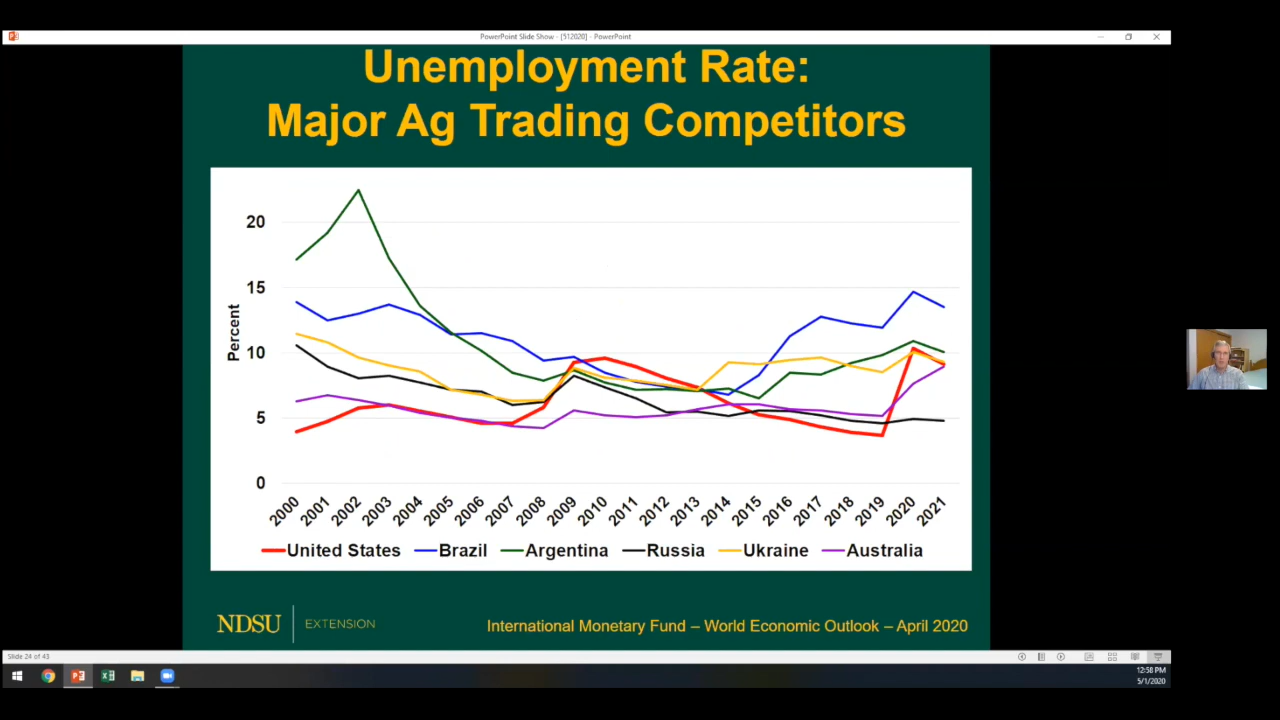 PowerPoint Slide Show - [512020] - PowerPoint
Unemployment Rate:
Major Ag Trading Competitors
20
15
10
5
0
Percent
2000 2001 2002 2003 2004 2005 2006 2007 2008 2009 2010 2011 2012 2013 2014 2015 2016 2017 2018 2019 2020 2021
United States Brazil Argentina Russia Ukraine Australia
NDSU EXTENSION
International Monetary Fund – World Economic Outlook – April 2020
Slide 24 of 43
12:58 PM
5/1/2020